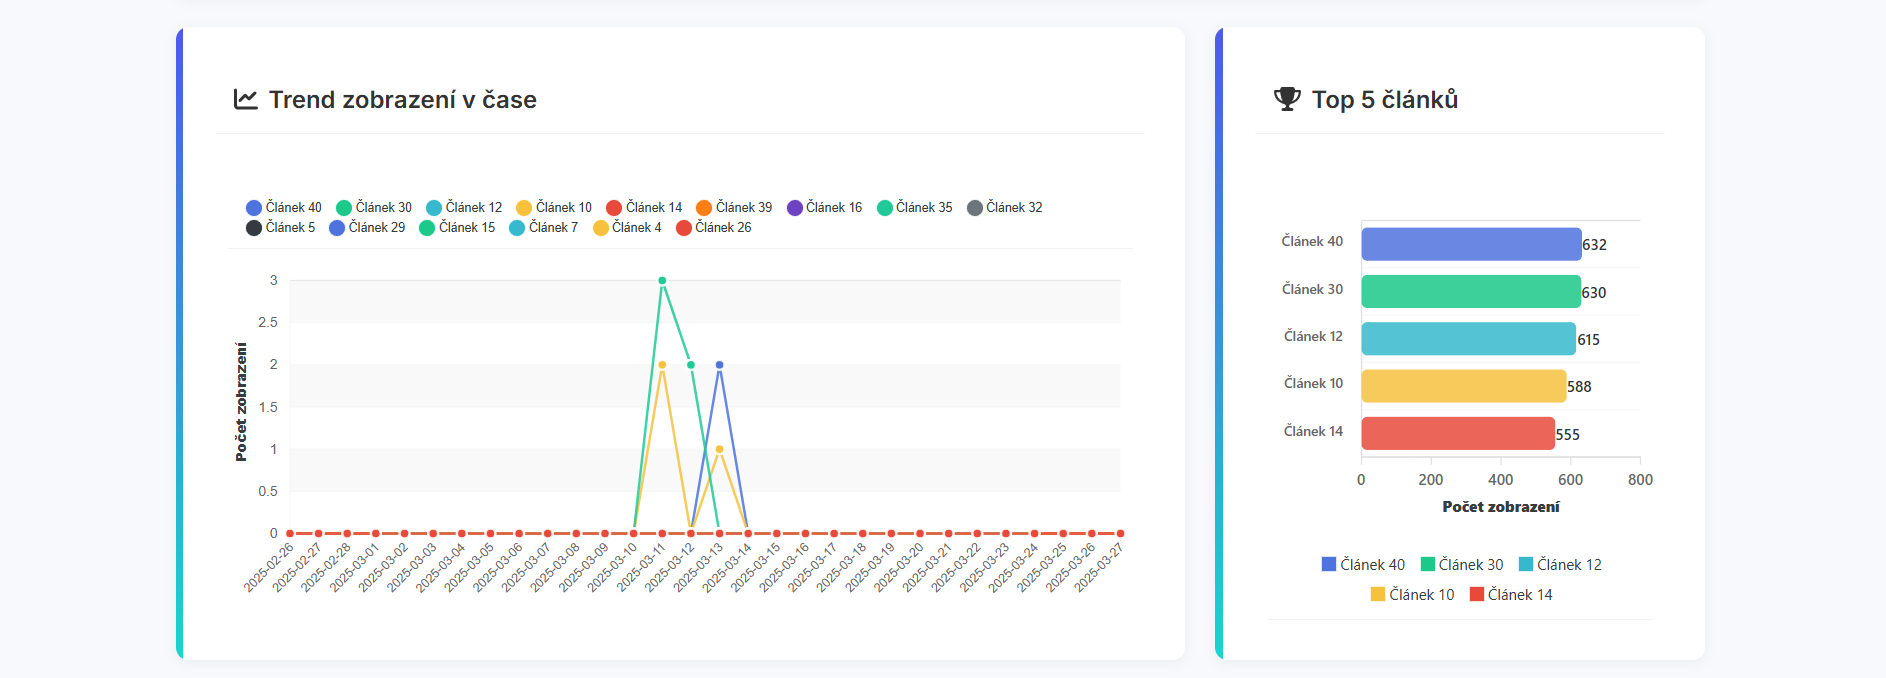 Trend zobrazení v čase
Článek 40 Článek 30 Článek 12 Článek 10 Článek 14 Článek 39 Článek 16 Článek 35 Článek 32
Článek 5 Článek 29 Článek 15 Článek 7 Článek 4 Článek 26
Počet zobrazení
3
2.5
2
1.5
1
0.5
0
2025-02-26 2025-02-27 2025-02-28 2025-03-01 2025-03-02 2025-03-03 2025-03-04 2025-03-05 2025-03-06 2025-03-07 2025-03-08 2025-03-09 2025-03-10 2025-03-11 2025-03-12 2025-03-13 2025-03-14 2025-03-15 2025-03-16 2025-03-17 2025-03-18 2025-03-19 2025-03-20 2025-03-21 2025-03-22 2025-03-23 2025-03-24 2025-03-25 2025-03-26 2025-03-27
Top 5 článků
Článek 40 632
Článek 30 630
Článek 12 615
Článek 10 588
Článek 14 555
0 200 400 600 800
Počet zobrazení
Článek 40 Článek 30 Článek 12
Článek 10 Článek 14